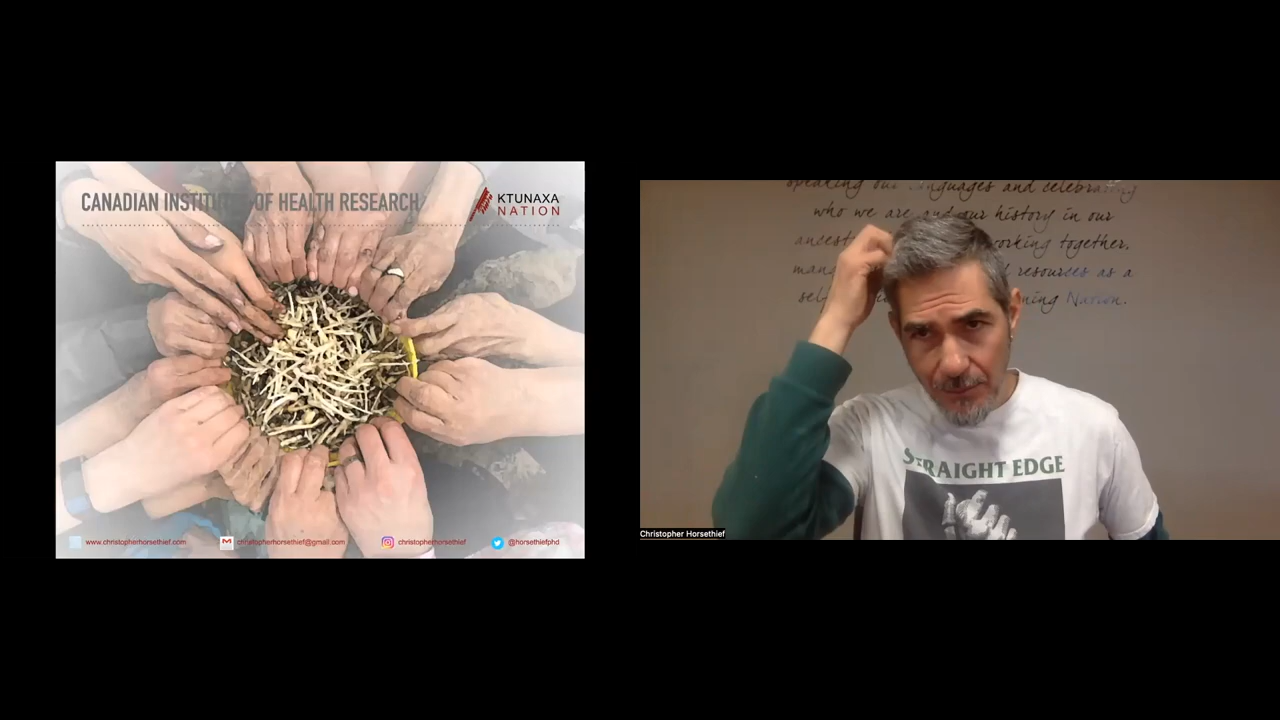 CANADIAN INSTITUTE OF HEALTH RESEARCH
KTUNAXA
NATION
www.christopherhorsethief.com
christopherhorsethief@gmail.com
christopherhorsethief
@horsethiefphd
speaking our languages and celebrating
who we are and our history in our
working together,
resources as a
Nation.
STRAIGHT EDGE
Christopher Horsethief